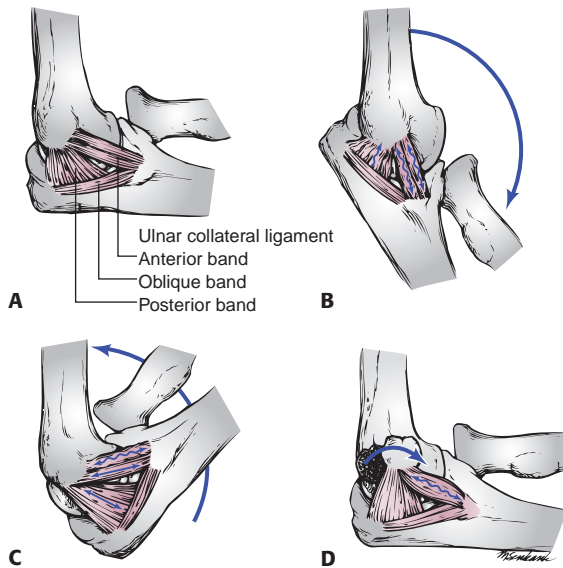 Ulnar collateral ligament
Anterior band
Oblique band
Posterior band
A
B
C
D